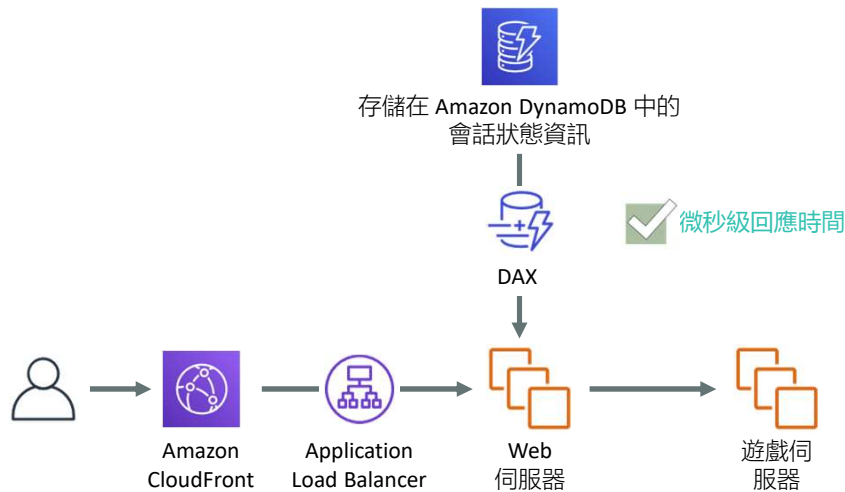 存儲在 Amazon DynamoDB 中的
會話狀態資訊
微秒級回應時間
DAX
Amazon
CloudFront
Application
Load Balancer
Web
伺服器
遊戲伺
服器